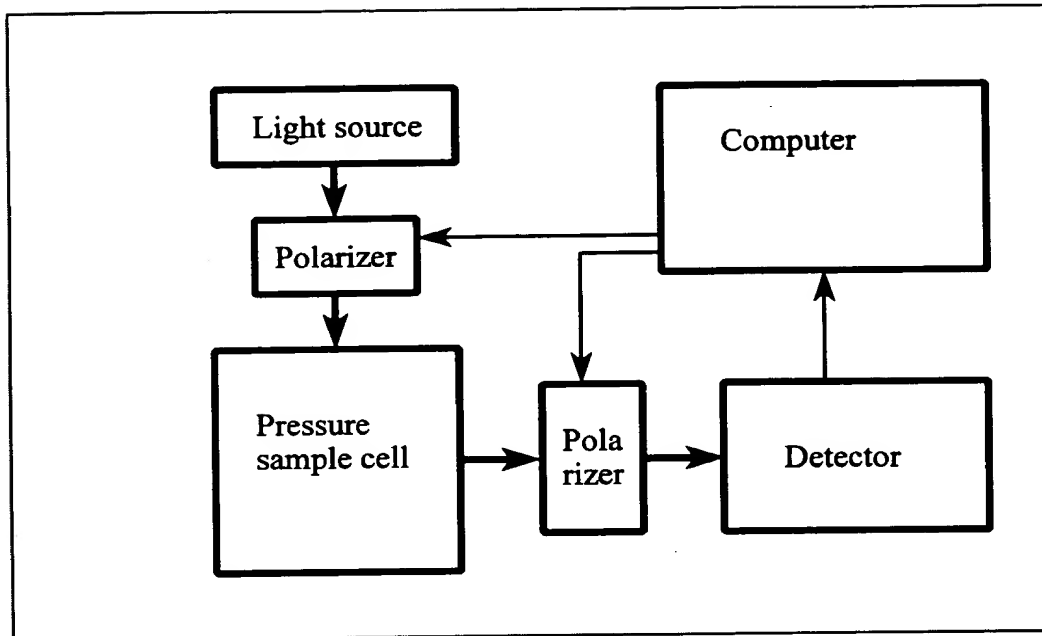 Light source
Computer
Polarizer
Pressure
sample cell
Pola
rizer
Detector